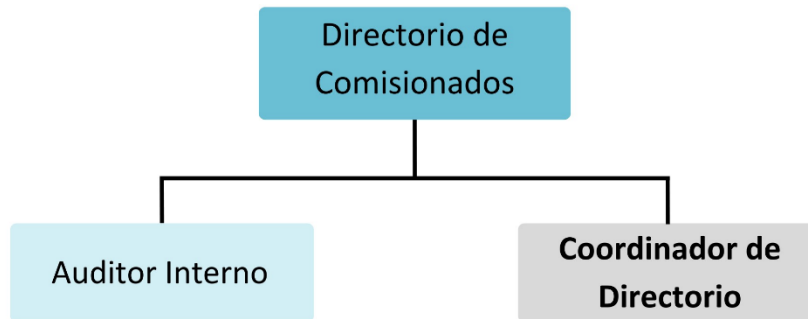 Directorio de
Comisionados
Auditor Interno
Coordinador de
Directorio